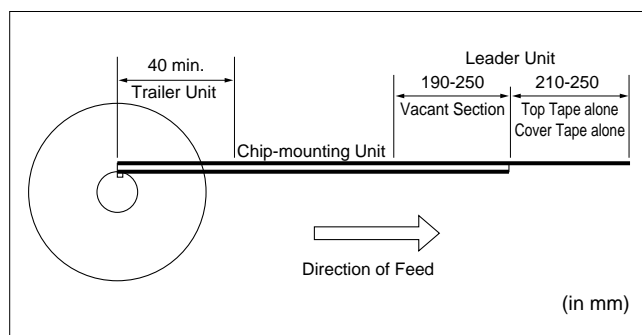 Leader Unit
40 min.
190-250
210-250
Trailer Unit
Vacant Section
Top Tape alone
Cover Tape alone
Chip-mounting Unit
Direction of Feed
(in mm)